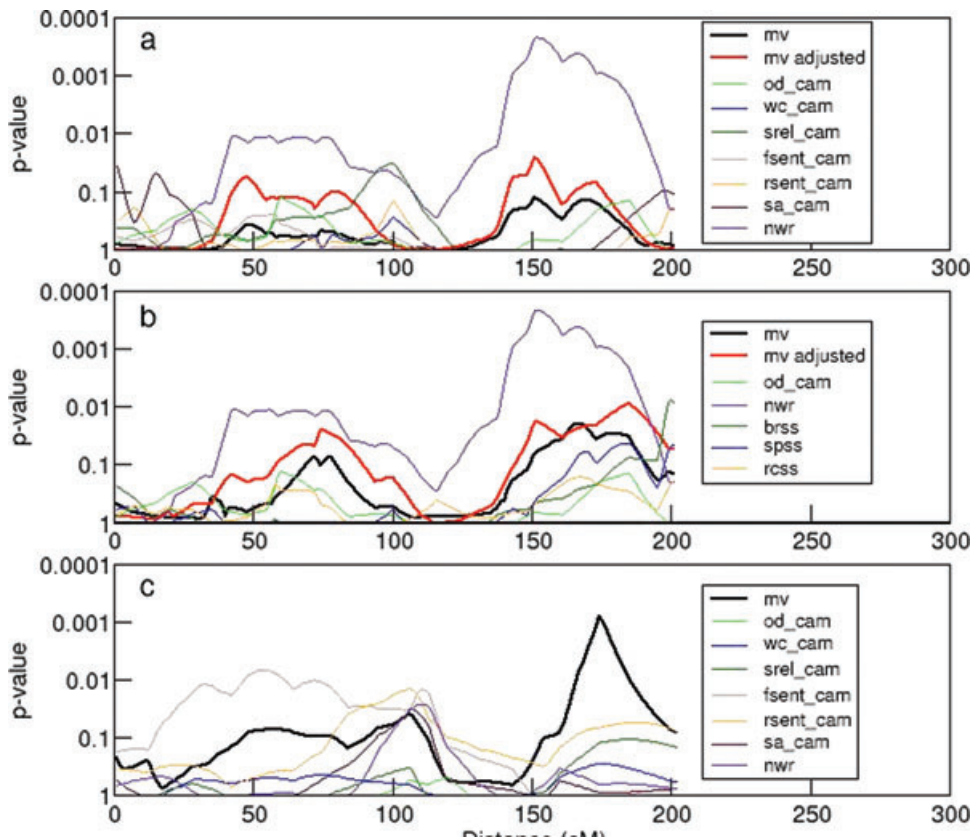 a
0.0001
0.001
0.01
0.1
1
p-value
0 50 100 150 200 250 300
mv
mv adjusted
od_cam
wc_cam
srel_cam
fsent_cam
rsent_cam
sa_cam
nwr
b
0.0001
0.001
0.01
0.1
1
p-value
0 50 100 150 200 250 300
mv
mv adjusted
od_cam
nwr
brss
spss
rcss
c
0.0001
0.001
0.01
0.1
1
p-value
0 50 100 150 200 250 300
mv
od_cam
wc_cam
srel_cam
fsent_cam
rsent_cam
sa_cam
nwr
Distance (cM)